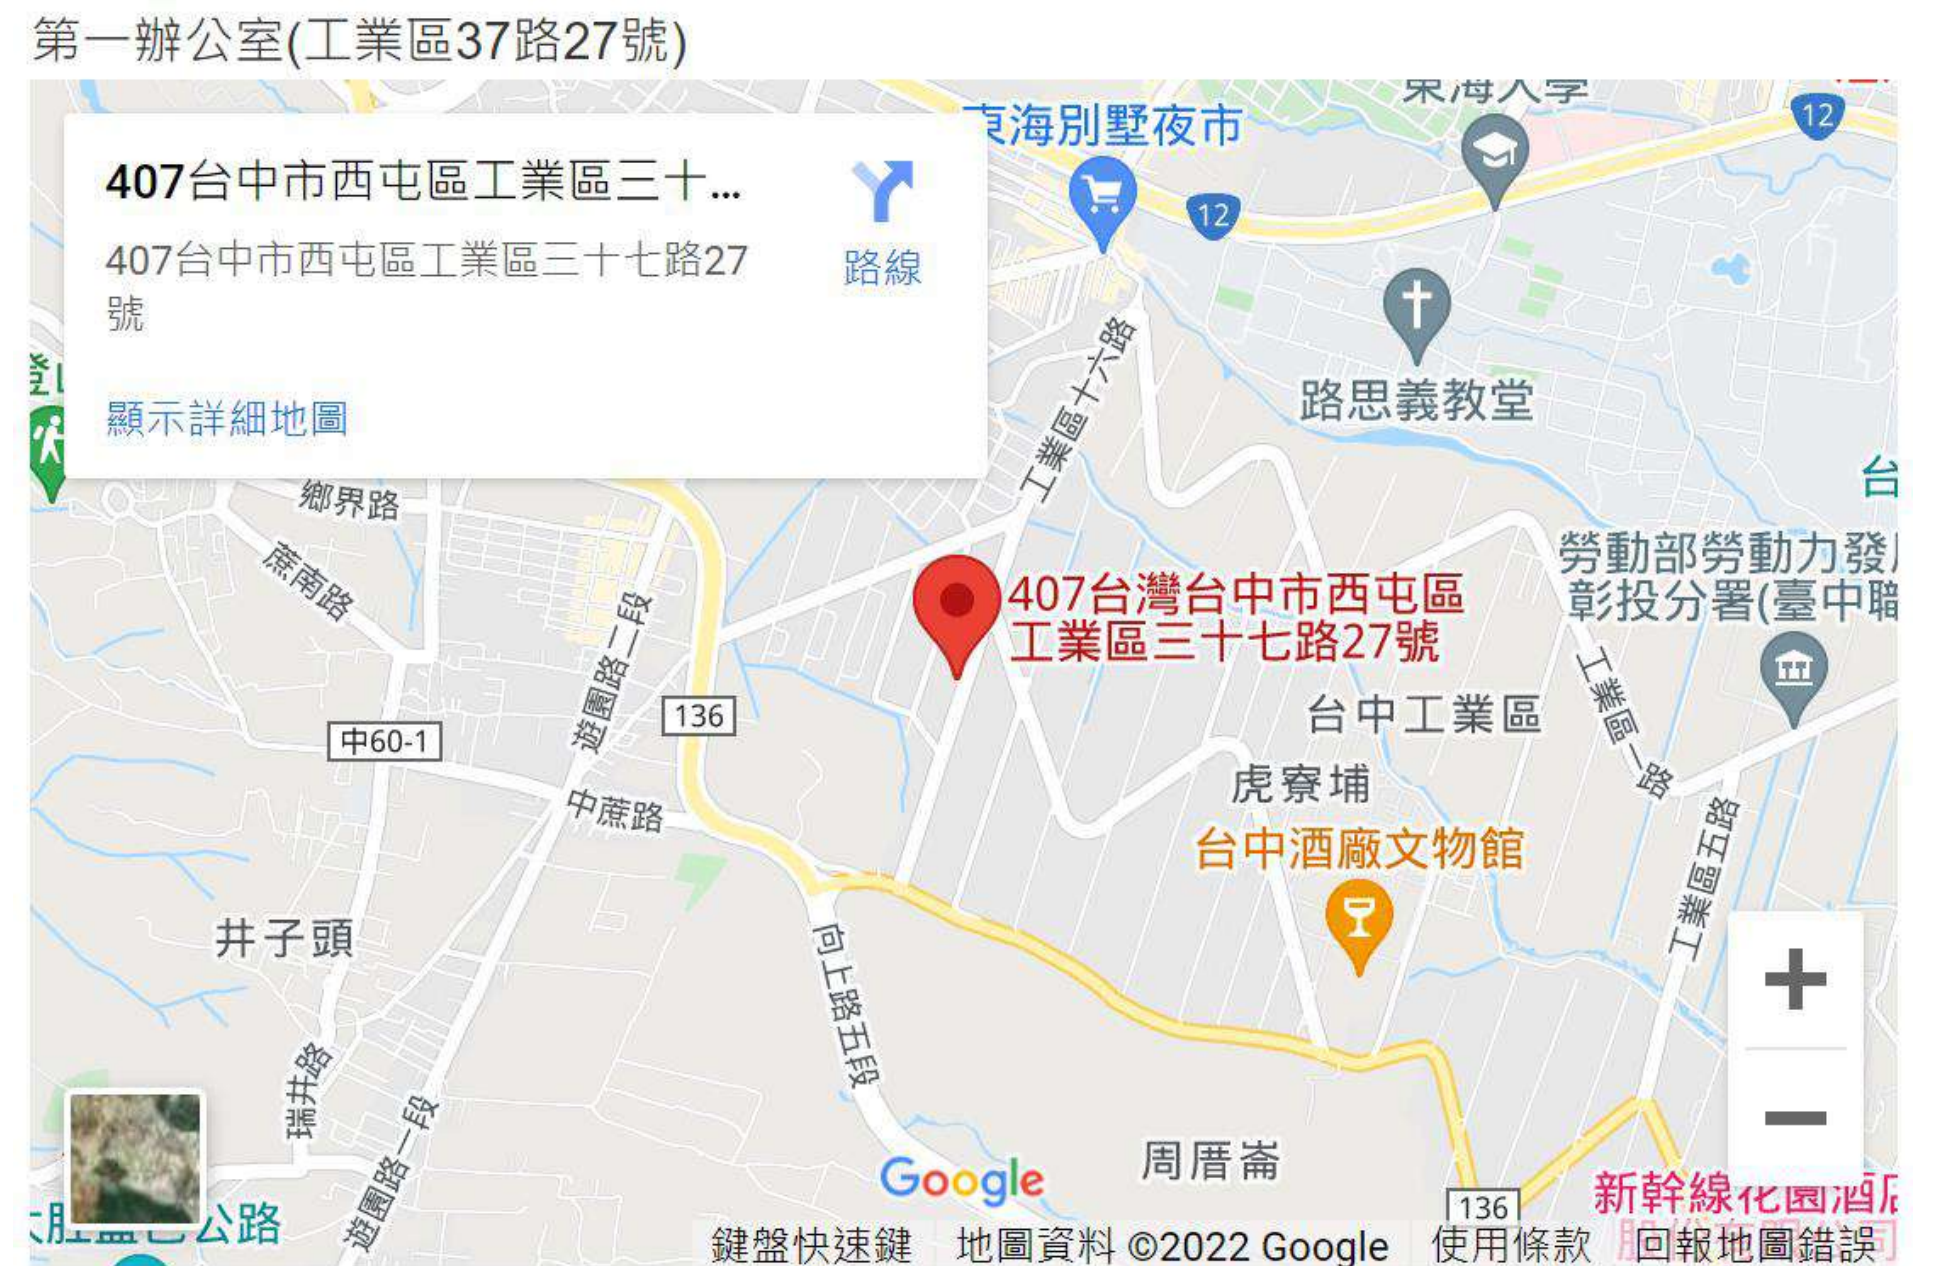 第一辦公室(工業區37路27號)
407台中市西屯區工業區三十...
407台中市西屯區工業區三十七路27
號
路線
顯示詳細地圖
東海大學
東海別墅夜市
12
12
路思義教堂
工業區十六路
鄉界路
蔗南路
遊園路二段
勞動部勞動力發
彰投分署(臺中職
407台灣台中市西屯區
工業區三十七路27號
136
中60-1
台中工業區
工業區一路
虎寮埔
中蔗路
台中酒廠文物館
工業區五路
井子頭
向上路五段
瑞井路
遊園路一段
周厝崙
Google
136
新幹線花園酒店
公路
鍵盤快速鍵
地圖資料 ©2022 Google
使用條款
回報地圖錯誤